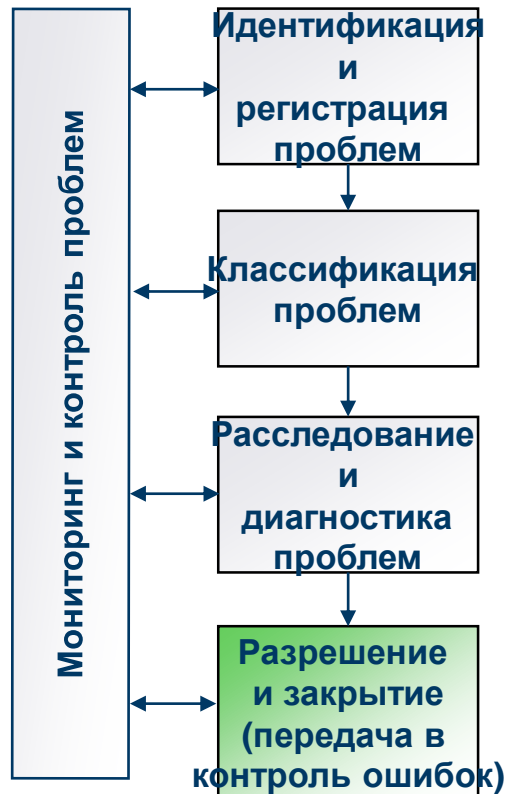 Мониторинг и контроль проблем
Идентификация
и
регистрация
проблем
Классификация
проблем
Расследование
и
диагностика
проблем
Разрешение
и закрытие
(передача в
контроль ошибок)